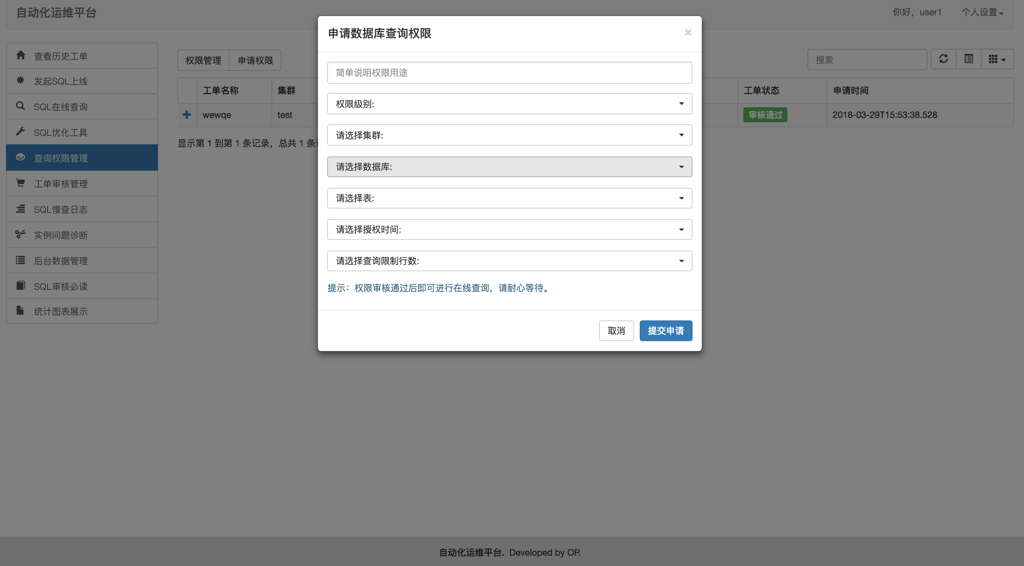 自动化运维平台
你好，user1
个人设置
申请数据库查询权限
×
查看历史工单
发起SQL上线
SQL在线查询
SQL优化工具
查询权限管理
工单审核管理
SQL慢查日志
实例问题诊断
后台数据管理
SQL审核必读
统计图表展示
权限管理
申请权限
搜索
工单名称
集群
工单状态
申请时间
wewqe
test
审核通过
2018-03-29T15:53:38.528
显示第 1 到第 1 条记录，总共 1 条
简单说明权限用途
权限级别:
请选择集群:
请选择数据库:
请选择表:
请选择授权时间:
请选择查询限制行数:
提示：权限审核通过后即可进行在线查询，请耐心等待。
取消
提交申请
自动化运维平台. Developed by OP.